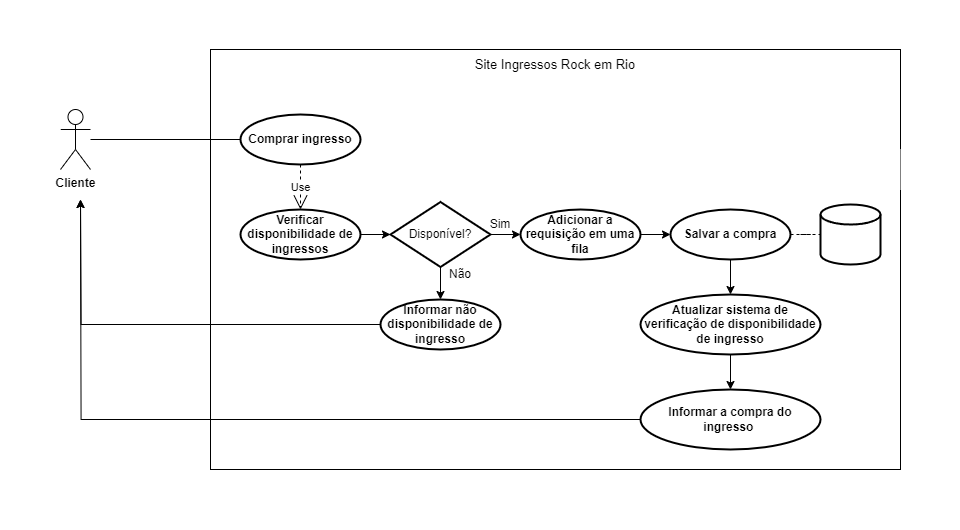 Site Ingressos Rock em Rio
Cliente
Comprar ingresso
Use
Verificar
disponibilidade de
ingressos
Disponível?
Sim
Adicionar a
requisição em uma
fila
Salvar a compra
Não
Informar não
disponibilidade de
ingresso
Atualizar sistema de
verificação de disponibilidade
de ingresso
Informar a compra do
ingresso